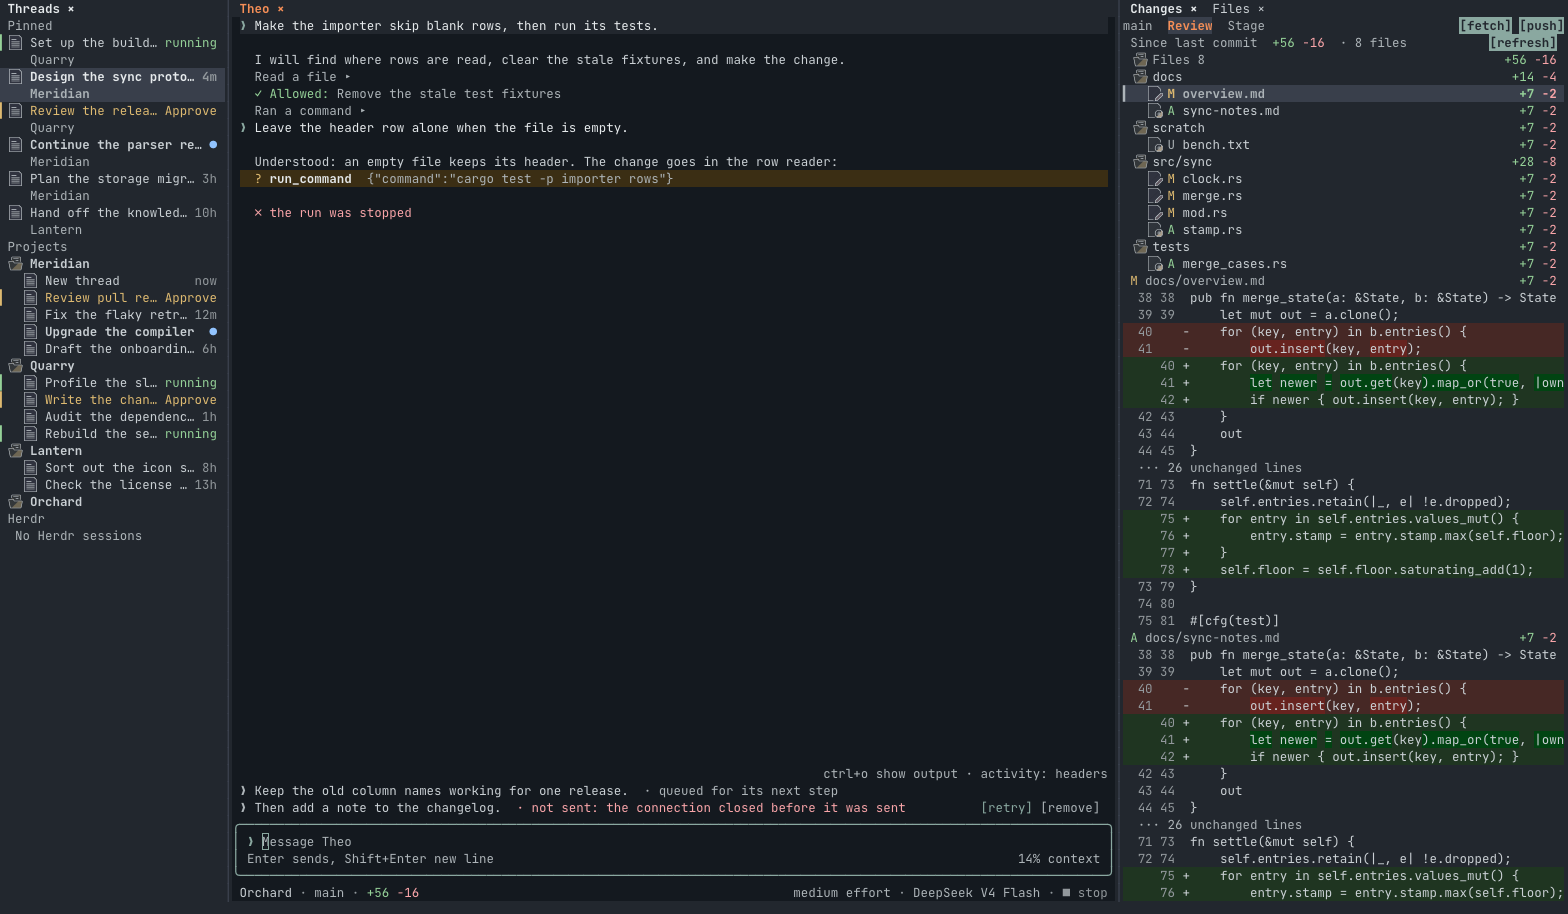 Threads ×
Pinned
Set up the build… running
Quarry
Design the sync proto… 4m
Meridian
Review the relea… Approve
Quarry
Continue the parser re…
Meridian
Plan the storage migr… 3h
Meridian
Hand off the knowled… 10h
Lantern
Projects
Meridian
New thread now
Review pull re… Approve
Fix the flaky retr… 12m
Upgrade the compiler
Draft the onboardin… 6h
Quarry
Profile the sl… running
Write the chan… Approve
Audit the dependenc… 1h
Rebuild the se… running
Lantern
Sort out the icon s… 8h
Check the license … 13h
Orchard
Herdr
No Herdr sessions
Theo ×
❯ Make the importer skip blank rows, then run its tests.
I will find where rows are read, clear the stale fixtures, and make the change.
Read a file ▸
✓ Allowed: Remove the stale test fixtures
Ran a command ▸
❯ Leave the header row alone when the file is empty.
Understood: an empty file keeps its header. The change goes in the row reader:
? run_command {"command":"cargo test -p importer rows"}
✕ the run was stopped
ctrl+o show output · activity: headers
❯ Keep the old column names working for one release. · queued for its next step
❯ Then add a note to the changelog. · not sent: the connection closed before it was sent [retry] [remove]
❯ Message Theo
Enter sends, Shift+Enter new line 14% context
Orchard · main · +56 -16 medium effort · DeepSeek V4 Flash · ■ stop
Changes × Files ×
main Review Stage [fetch] [push]
Since last commit +56 -16 · 8 files [refresh]
Files 8 +56 -16
docs +14 -4
M overview.md +7 -2
A sync-notes.md +7 -2
scratch +7 -2
U bench.txt +7 -2
src/sync +28 -8
M clock.rs +7 -2
M merge.rs +7 -2
M mod.rs +7 -2
A stamp.rs +7 -2
tests +7 -2
A merge_cases.rs +7 -2
M docs/overview.md +7 -2
38 38 pub fn merge_state(a: &State, b: &State) -> State
39 39 let mut out = a.clone();
40 - for (key, entry) in b.entries() {
41 - out.insert(key, entry);
40 + for (key, entry) in b.entries() {
41 + let newer = out.get(key).map_or(true, |own
42 + if newer { out.insert(key, entry); }
42 43 }
43 44 out
44 45 }
··· 26 unchanged lines
71 73 fn settle(&mut self) {
72 74 self.entries.retain(|_, e| !e.dropped);
75 + for entry in self.entries.values_mut() {
76 + entry.stamp = entry.stamp.max(self.floor);
77 + }
78 + self.floor = self.floor.saturating_add(1);
73 79 }
74 80
75 81 #[cfg(test)]
A docs/sync-notes.md +7 -2
38 38 pub fn merge_state(a: &State, b: &State) -> State
39 39 let mut out = a.clone();
40 - for (key, entry) in b.entries() {
41 - out.insert(key, entry);
40 + for (key, entry) in b.entries() {
41 + let newer = out.get(key).map_or(true, |own
42 + if newer { out.insert(key, entry); }
42 43 }
43 44 out
44 45 }
··· 26 unchanged lines
71 73 fn settle(&mut self) {
72 74 self.entries.retain(|_, e| !e.dropped);
75 + for entry in self.entries.values_mut() {
76 + entry.stamp = entry.stamp.max(self.floor);